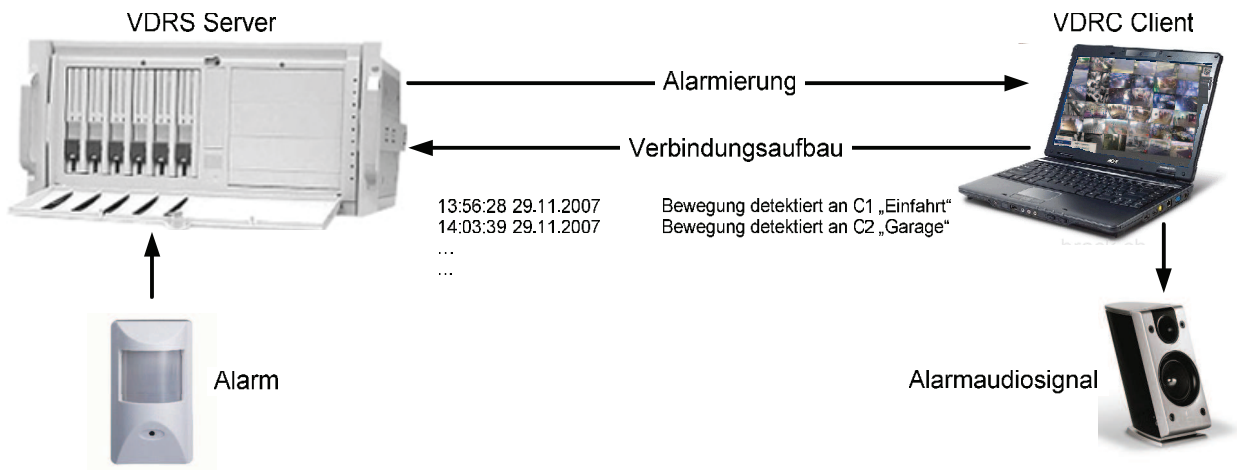 VDRS Server
VDRC Client
Alarmierung
Verbindungsaufbau
13:56:28 29.11.2007 Bewegung detektiert an C1 „Einfahrt“
14:03:39 29.11.2007 Bewegung detektiert an C2 „Garage“
...
...
Alarm
Alarmaudiosignal